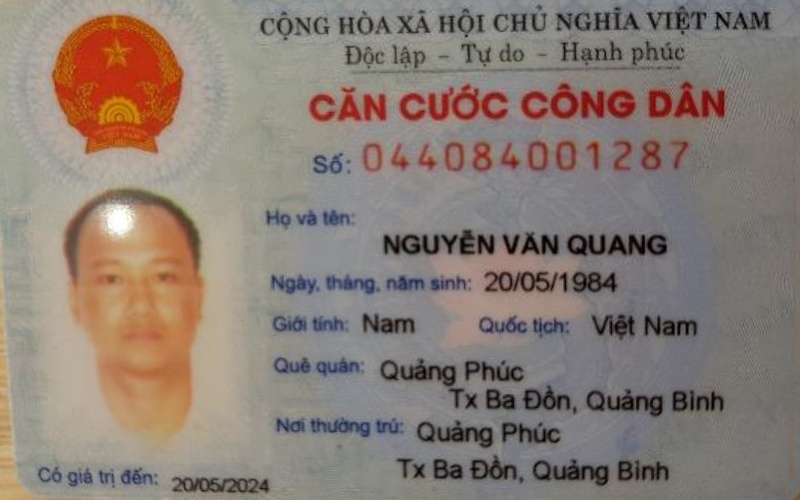 CỘNG HÒA XÃ HỘI CHỦ NGHĨA VIỆT NAM
Độc lập - Tự do - Hạnh phúc
CĂN CƯỚC CÔNG DÂN
Số: 044084001287
Họ và tên:
NGUYỄN VĂN QUANG
Ngày, tháng, năm sinh: 20/05/1984
Giới tính: Nam Quốc tịch: Việt Nam
Quê quán: Quảng Phúc
Tx Ba Đồn, Quảng Bình
Nơi thường trú: Quảng Phúc
Tx Ba Đồn, Quảng Bình
Có giá trị đến: 20/05/2024